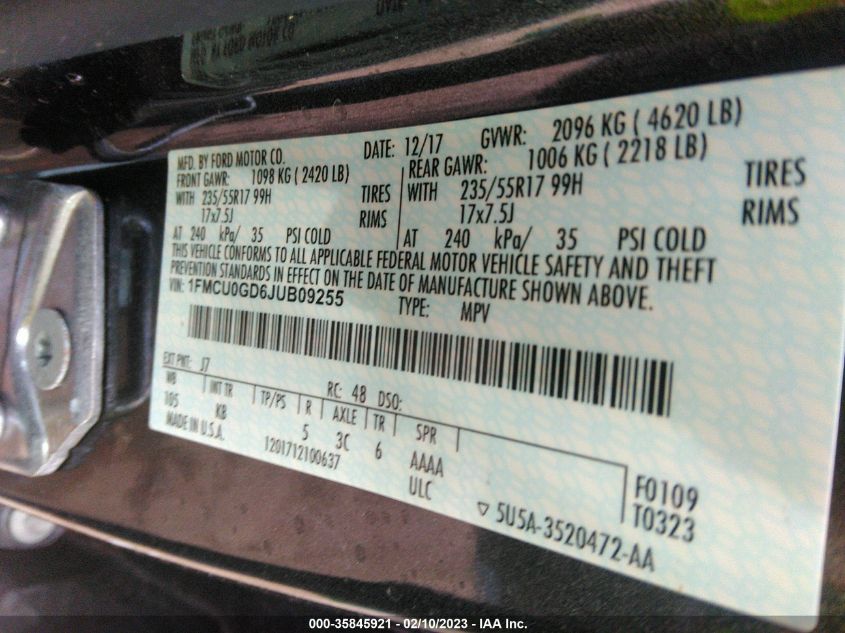 MFD. BY FORD MOTOR CO.
DATE: 12/17 GVWR: 2096 KG ( 4620 LB)
FRONT GAWR: 1098 KG ( 2420 LB)
REAR GAWR: 1006 KG ( 2218 LB)
WITH 235/55R17 99H TIRES
WITH 235/55R17 99H TIRES
17x7.5J RIMS
17x7.5J RIMS
AT 240 kPa/ 35 PSI COLD
AT 240 kPa/ 35 PSI COLD
THIS VEHICLE CONFORMS TO ALL APPLICABLE FEDERAL MOTOR VEHICLE SAFETY AND THEFT
PREVENTION STANDARDS IN EFFECT ON THE DATE OF MANUFACTURE SHOWN ABOVE.
VIN: 1FMCU0GD6JUB09255
TYPE: MPV
EXT PNT: J7 RC: 48 DSO:
WB INT TR TP/PS R AXLE TR SPR
105 KB 5 3C 6 AAAA
MADE IN U.S.A.
1201712100637
ULC
F0109
T0323
5U5A-3520472-AA
000-35845921 - 02/10/2023 - IAA Inc.